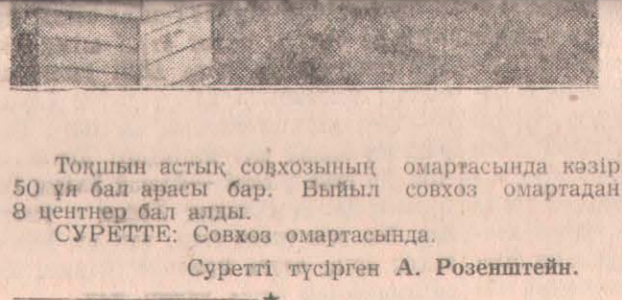 Тоқшын астық совхозының омартасында кәзір
50 ұя бал арасы бар. Быйыл совхоз омартадан
8 центнер бал алды.
СУРЕТТЕ: Совхоз омартасында.
Суретті түсірген А. Розенштейн.